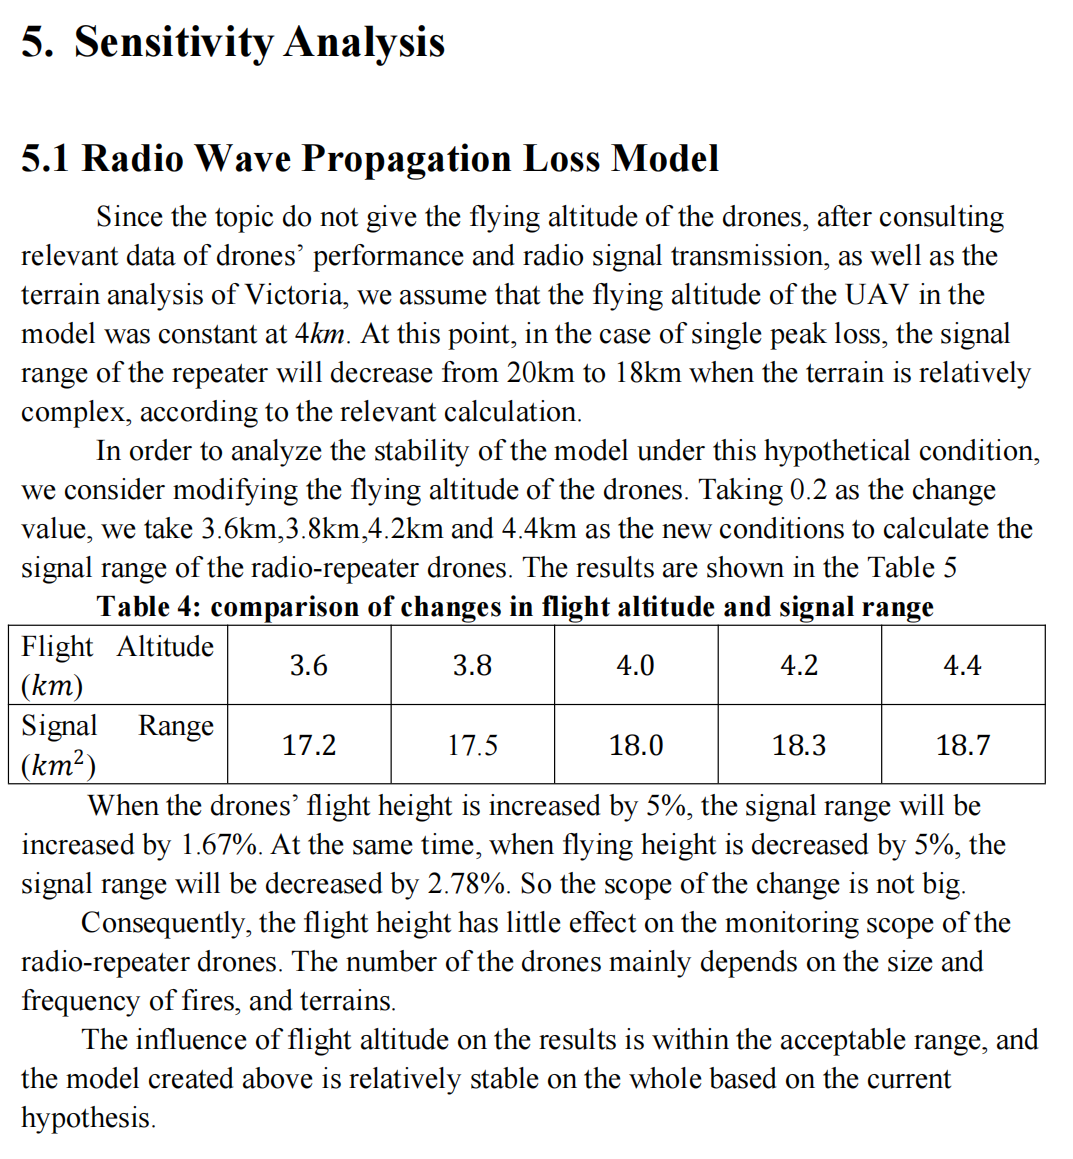 5. Sensitivity Analysis
5.1 Radio Wave Propagation Loss Model
Since the topic do not give the flying altitude of the drones, after consulting
relevant data of drones’ performance and radio signal transmission, as well as the
terrain analysis of Victoria, we assume that the flying altitude of the UAV in the
model was constant at 4km. At this point, in the case of single peak loss, the signal
range of the repeater will decrease from 20km to 18km when the terrain is relatively
complex, according to the relevant calculation.
In order to analyze the stability of the model under this hypothetical condition,
we consider modifying the flying altitude of the drones. Taking 0.2 as the change
value, we take 3.6km,3.8km,4.2km and 4.4km as the new conditions to calculate the
signal range of the radio-repeater drones. The results are shown in the Table 5
Table 4: comparison of changes in flight altitude and signal range
Flight Altitude
(km)
3.6
3.8
4.0
4.2
4.4
Signal Range
(km²)
17.2
17.5
18.0
18.3
18.7
When the drones’ flight height is increased by 5%, the signal range will be
increased by 1.67%. At the same time, when flying height is decreased by 5%, the
signal range will be decreased by 2.78%. So the scope of the change is not big.
Consequently, the flight height has little effect on the monitoring scope of the
radio-repeater drones. The number of the drones mainly depends on the size and
frequency of fires, and terrains.
The influence of flight altitude on the results is within the acceptable range, and
the model created above is relatively stable on the whole based on the current
hypothesis.